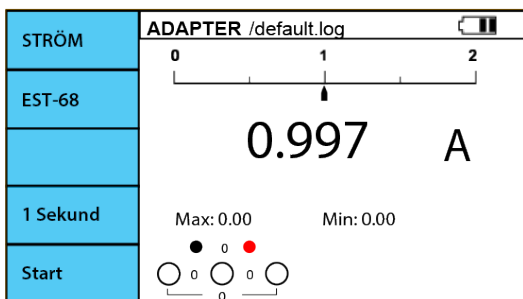 STRÖM
EST-68
1 Sekund
Start
ADAPTER /default.log
0 1 2
0.997 A
Max: 0.00 Min: 0.00
0
0 0
0